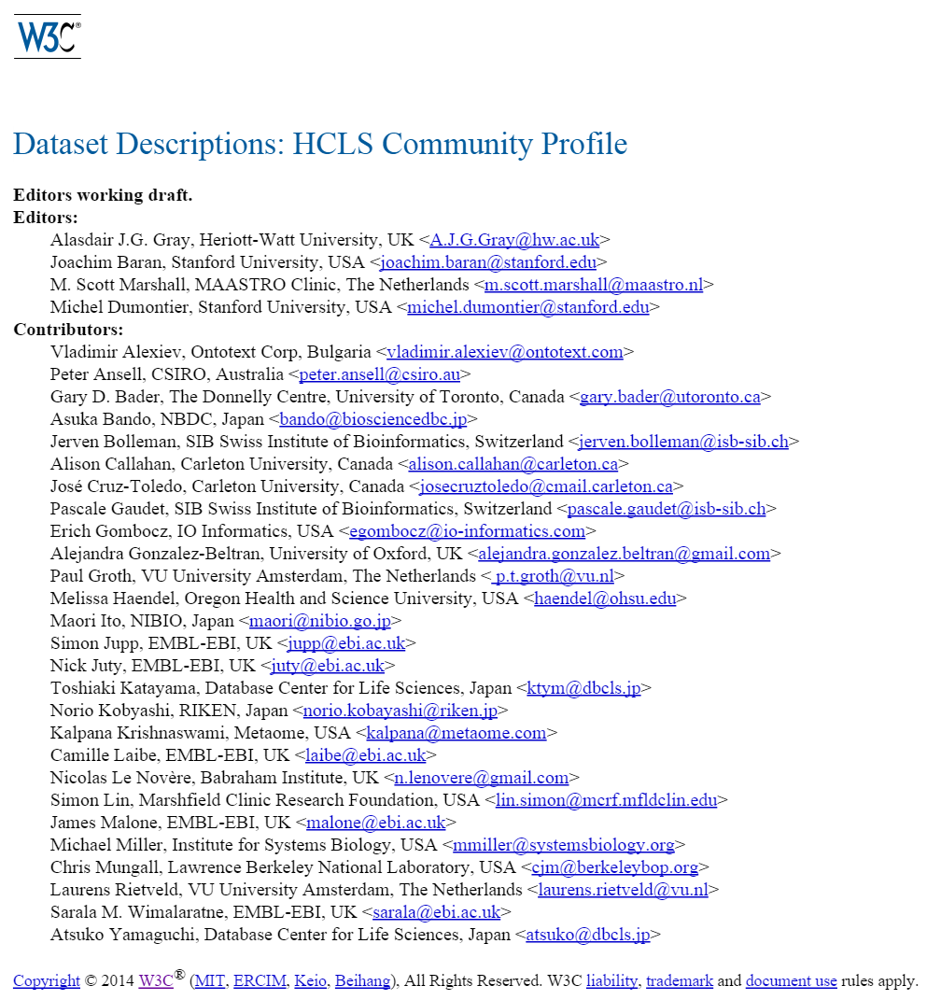 W3C®
Dataset Descriptions: HCLS Community Profile
Editors working draft.
Editors:
Alasdair J.G. Gray, Heriott-Watt University, UK <A.J.G.Gray@hw.ac.uk>
Joachim Baran, Stanford University, USA <joachim.baran@stanford.edu>
M. Scott Marshall, MAASTRO Clinic, The Netherlands <m.scott.marshall@maastro.nl>
Michel Dumontier, Stanford University, USA <michel.dumontier@stanford.edu>
Contributors:
Vladimir Alexiev, Ontotext Corp, Bulgaria <vladimir.alexiev@ontotext.com>
Peter Ansell, CSIRO, Australia <peter.ansell@csiro.au>
Gary D. Bader, The Donnelly Centre, University of Toronto, Canada <gary.bader@utoronto.ca>
Asuka Bando, NBDC, Japan <bando@biosciencedbc.jp>
Jerven Bolleman, SIB Swiss Institute of Bioinformatics, Switzerland <jerven.bolleman@isb-sib.ch>
Alison Callahan, Carleton University, Canada <alison.callahan@carleton.ca>
José Cruz-Toledo, Carleton University, Canada <josecruztoledo@cmail.carleton.ca>
Pascale Gaudet, SIB Swiss Institute of Bioinformatics, Switzerland <pascale.gaudet@isb-sib.ch>
Erich Gombocz, IO Informatics, USA <egombocz@io-informatics.com>
Alejandra Gonzalez-Beltran, University of Oxford, UK <alejandra.gonzalez.beltran@gmail.com>
Paul Groth, VU University Amsterdam, The Netherlands < p.t.groth@vu.nl>
Melissa Haendel, Oregon Health and Science University, USA <haendel@ohsu.edu>
Maori Ito, NIBIO, Japan <maori@nibio.go.jp>
Simon Jupp, EMBL-EBI, UK <jupp@ebi.ac.uk>
Nick Juty, EMBL-EBI, UK <juty@ebi.ac.uk>
Toshiaki Katayama, Database Center for Life Sciences, Japan <ktym@dbcls.jp>
Norio Kobyashi, RIKEN, Japan <norio.kobayashi@riken.jp>
Kalpana Krishnaswami, Metaome, USA <kalpana@metaome.com>
Camille Laibe, EMBL-EBI, UK <laibe@ebi.ac.uk>
Nicolas Le Novère, Babraham Institute, UK <n.lenovere@gmail.com>
Simon Lin, Marshfield Clinic Research Foundation, USA <lin.simon@mcrf.mfldclin.edu>
James Malone, EMBL-EBI, UK <malone@ebi.ac.uk>
Michael Miller, Institute for Systems Biology, USA <mmiller@systemsbiology.org>
Chris Mungall, Lawrence Berkeley National Laboratory, USA <cjm@berkeleybop.org>
Laurens Rietveld, VU University Amsterdam, The Netherlands <laurens.rietveld@vu.nl>
Sarala M. Wimalaratne, EMBL-EBI, UK <sarala@ebi.ac.uk>
Atsuko Yamaguchi, Database Center for Life Sciences, Japan <atsuko@dbcls.jp>
Copyright © 2014 W3C® (MIT, ERCIM, Keio, Beihang), All Rights Reserved. W3C liability, trademark and document use rules apply.